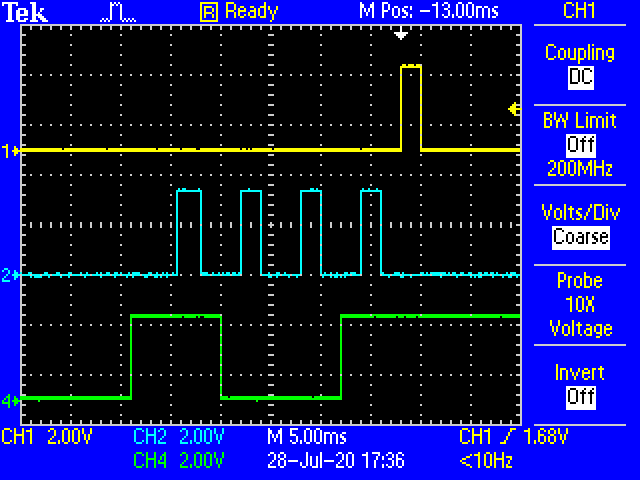 Tek R Ready M Pos: -13.00ms CH1
Coupling
DC
BW Limit
Off
200MHz
Volts/Div
Coarse
Probe
10X
Voltage
Invert
Off
1
2
4
CH1 2.00V CH2 2.00V M 5.00ms CH1 1.68V
CH4 2.00V 28-Jul-20 17:36 <10Hz